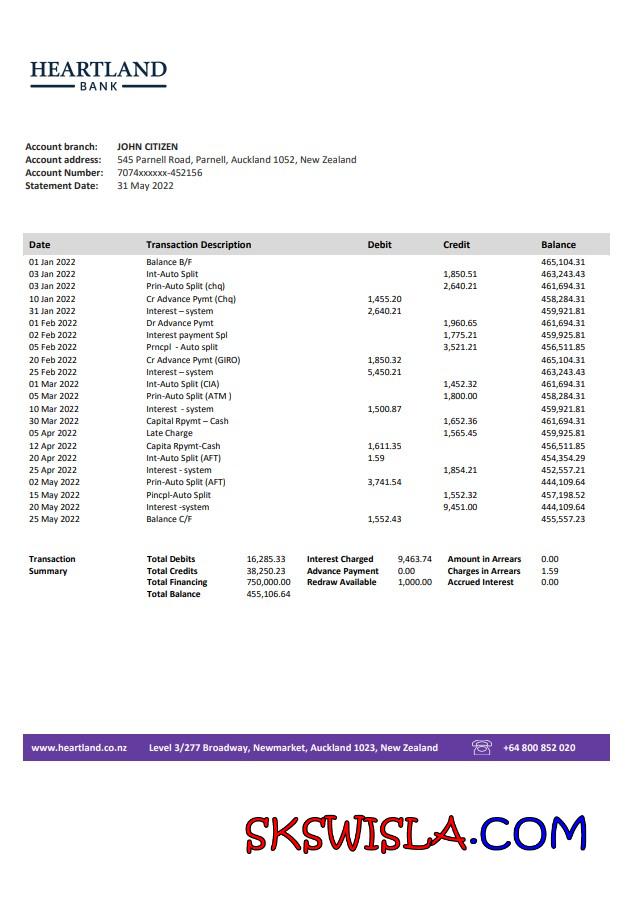 HEARTLAND
BANK
Account branch: JOHN CITIZEN
Account address: 545 Parnell Road, Parnell, Auckland 1052, New Zealand
Account Number: 7074xxxxxx-452156
Statement Date: 31 May 2022
Date Transaction Description Debit Credit Balance
01 Jan 2022 Balance B/F 465,104.31
03 Jan 2022 Int-Auto Split 1,850.51 463,243.43
03 Jan 2022 Prin-Auto Split (chq) 2,640.21 461,694.31
10 Jan 2022 Cr Advance Pymt (Chq) 1,455.20 458,284.31
31 Jan 2022 Interest – system 2,640.21 459,921.81
01 Feb 2022 Dr Advance Pymt 1,960.65 461,694.31
02 Feb 2022 Interest payment Spl 1,775.21 459,925.81
05 Feb 2022 Prncpl - Auto split 3,521.21 456,511.85
20 Feb 2022 Cr Advance Pymt (GIRO) 1,850.32 465,104.31
25 Feb 2022 Interest – system 5,450.21 463,243.43
01 Mar 2022 Int-Auto Split (CIA) 1,452.32 461,694.31
05 Mar 2022 Prin-Auto Split (ATM ) 1,800.00 458,284.31
10 Mar 2022 Interest - system 1,500.87 459,921.81
30 Mar 2022 Capital Rpymt – Cash 1,652.36 461,694.31
05 Apr 2022 Late Charge 1,565.45 459,925.81
12 Apr 2022 Capita Rpymt-Cash 1,611.35 456,511.85
20 Apr 2022 Int-Auto Split (AFT) 1.59 454,354.29
25 Apr 2022 Interest - system 1,854.21 452,557.21
02 May 2022 Prin-Auto Split (AFT) 3,741.54 444,109.64
15 May 2022 Pincpl-Auto Split 1,552.32 457,198.52
20 May 2022 Interest -system 9,451.00 444,109.64
25 May 2022 Balance C/F 1,552.43 455,557.23
Transaction Total Debits 16,285.33 Interest Charged 9,463.74 Amount in Arrears 0.00
Summary Total Credits 38,250.23 Advance Payment 0.00 Charges in Arrears 1.59
Total Financing 750,000.00 Redraw Available 1,000.00 Accrued Interest 0.00
Total Balance 455,106.64
www.heartland.co.nz Level 3/277 Broadway, Newmarket, Auckland 1023, New Zealand +64 800 852 020
SKSWISLA.COM